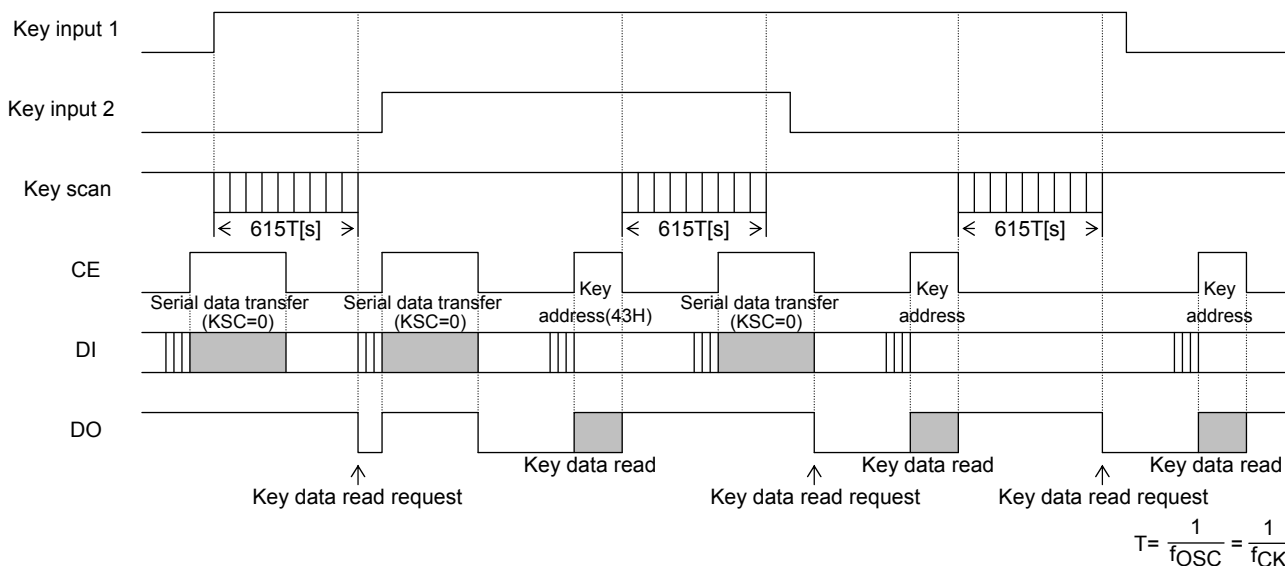 Key input 1
Key input 2
Key scan
615T[s] 615T[s] 615T[s]
CE
Serial data transfer (KSC=0)
Serial data transfer (KSC=0)
Key address(43H)
Serial data transfer (KSC=0)
Key address
Key address
DI
DO
Key data read Key data read Key data read
Key data read request Key data read request Key data read request
T= 1/fOSC = 1/fCK